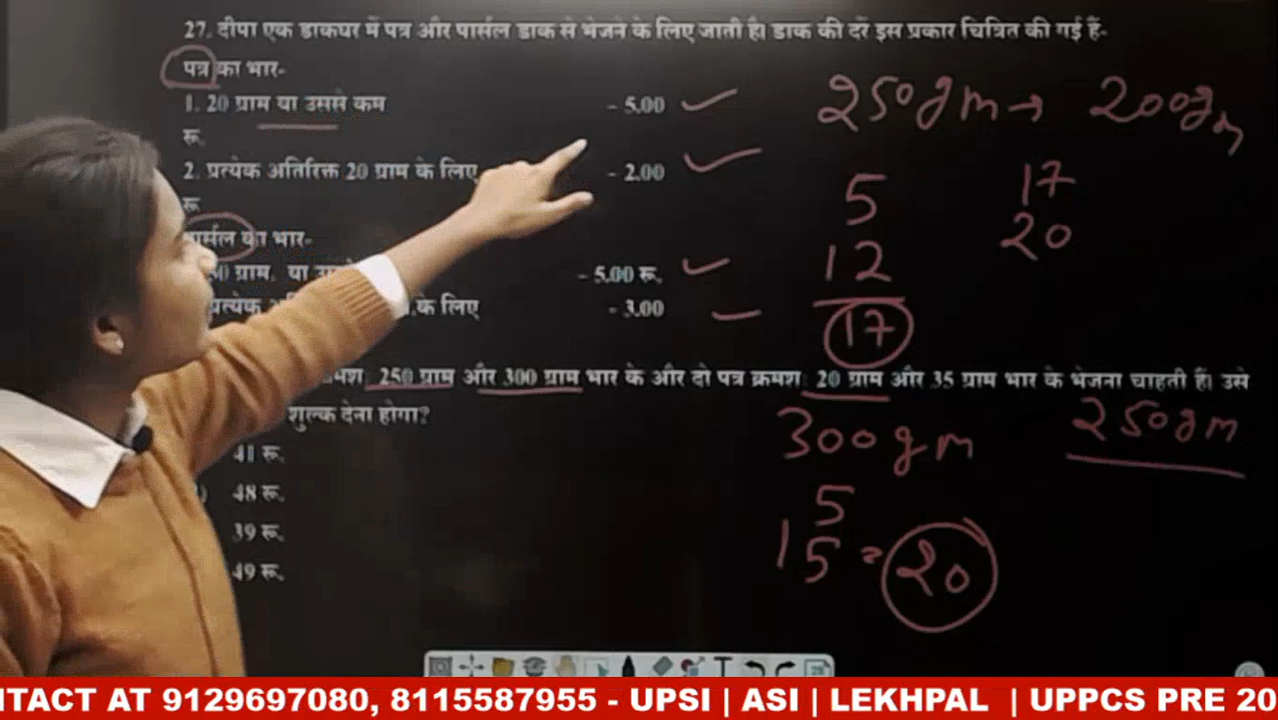 27. दीपा एक डाकघर में पत्र और पार्सल डाक से भेजने के लिए जाती है। डाक की दरें इस प्रकार चित्रित की गई हैं-
पत्र का भार-
1. 20 ग्राम या उससे कम - 5.00
रू.
2. प्रत्येक अतिरिक्त 20 ग्राम के लिए - 2.00
रू
पार्सल का भार-
ग्राम. या - 5.00 रू.
प्रत्येक के लिए - 3.00
250 ग्राम और 300 ग्राम भार के और दो पत्र क्रमश: 20 ग्राम और 35 ग्राम भार के भेजना चाहती हैं। उसे
शुल्क देना होगा?
41 रू.
48 रू.
39 रू.
49 रू.
250gm → 200gm
5 17
12 20
17
300gm 250gm
5
15 = 20
NTACT AT 9129697080, 8115587955 - UPSI | ASI | LEKHPAL | UPPCS PRE 20